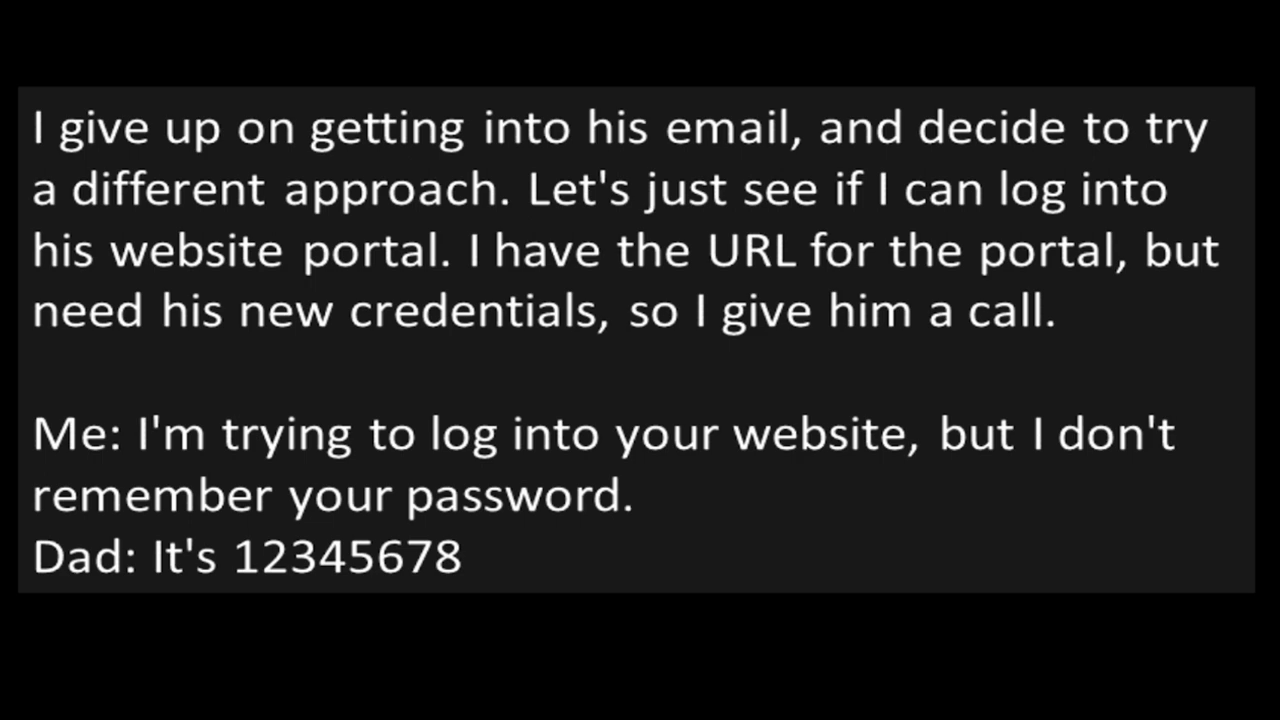 I give up on getting into his email, and decide to try
a different approach. Let's just see if I can log into
his website portal. I have the URL for the portal, but
need his new credentials, so I give him a call.
Me: I'm trying to log into your website, but I don't
remember your password.
Dad: It's 12345678